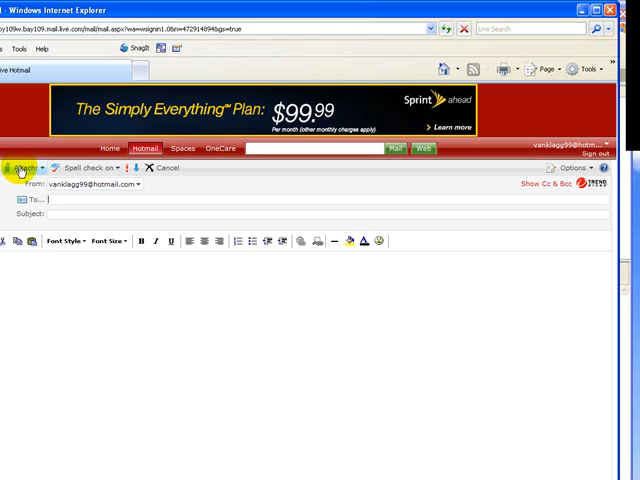 Windows Internet Explorer
by109w.bay109.mail.live.com/mail/mail.aspx?wa=wsignin1.0&n=472914894&gs=true
Live Search
Tools Help SnagIt
ive Hotmail
Page Tools
The Simply Everything℠ Plan: $99.99
Per month (other monthly charges apply.)
Sprint ahead
Learn more
Home Hotmail Spaces OneCare Mail Web
vanklagg99@hotm...
Sign out
Attach Spell check on Cancel Options
From: vanklagg99@hotmail.com Show Cc & Bcc TREND
To...
Subject:
Font Style Font Size B I U